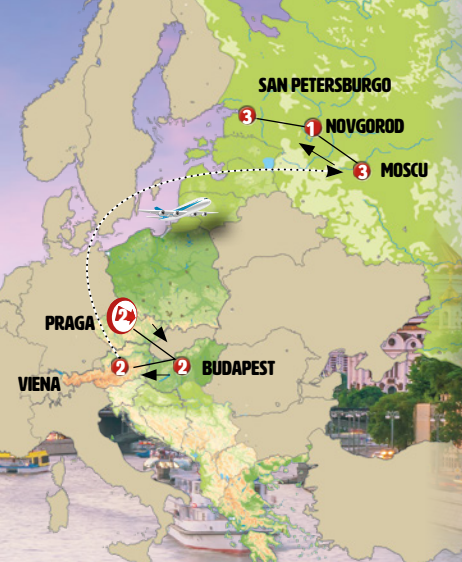 SAN PETERSBURGO
3
1 NOVGOROD
3 MOSCU
PRAGA 2
2 2 BUDAPEST
VIENA